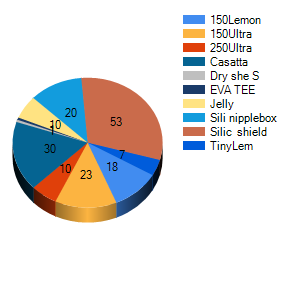 150Lemon
150Ultra
250Ultra
Casatta
Dry she S
EVA TEE
Jelly
Sili nipplebox
Silic shield
TinyLem
20
53
10
1
1
30
7
18
10
23